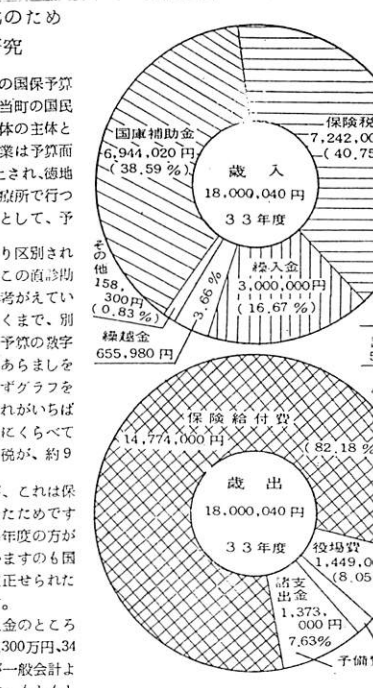 のため
研究
の国保予算
当町の国民
体の主体と
業は予算面
上され、徳地
療所で行つ
として、予
り区別され
この直診勘
考がえてい
くまで、別
予算の数字
あらましを
ずグラフを
れがいちば
にくらべて
税が、約9
、これは保
たためです
年度の方が
ますのも国
正せられた
。
金のところ
300万円、34
が一般会計よ
国庫補助金
6,944,020円
(38.59%)
保険税
7,242,00
(40.75
歳入
18,000,040円
33年度
繰入金
3,000,000円
(16.67%)
その他
158,
300円
(0.83%)
3.66%
繰越金
655,980円
保険給付費
14,774,000円
(82.18%)
歳出
18,000,040円
33年度
役場費
1,449,00
(8.05
諸支
出金
1,373,
000円
7.63%
予備費